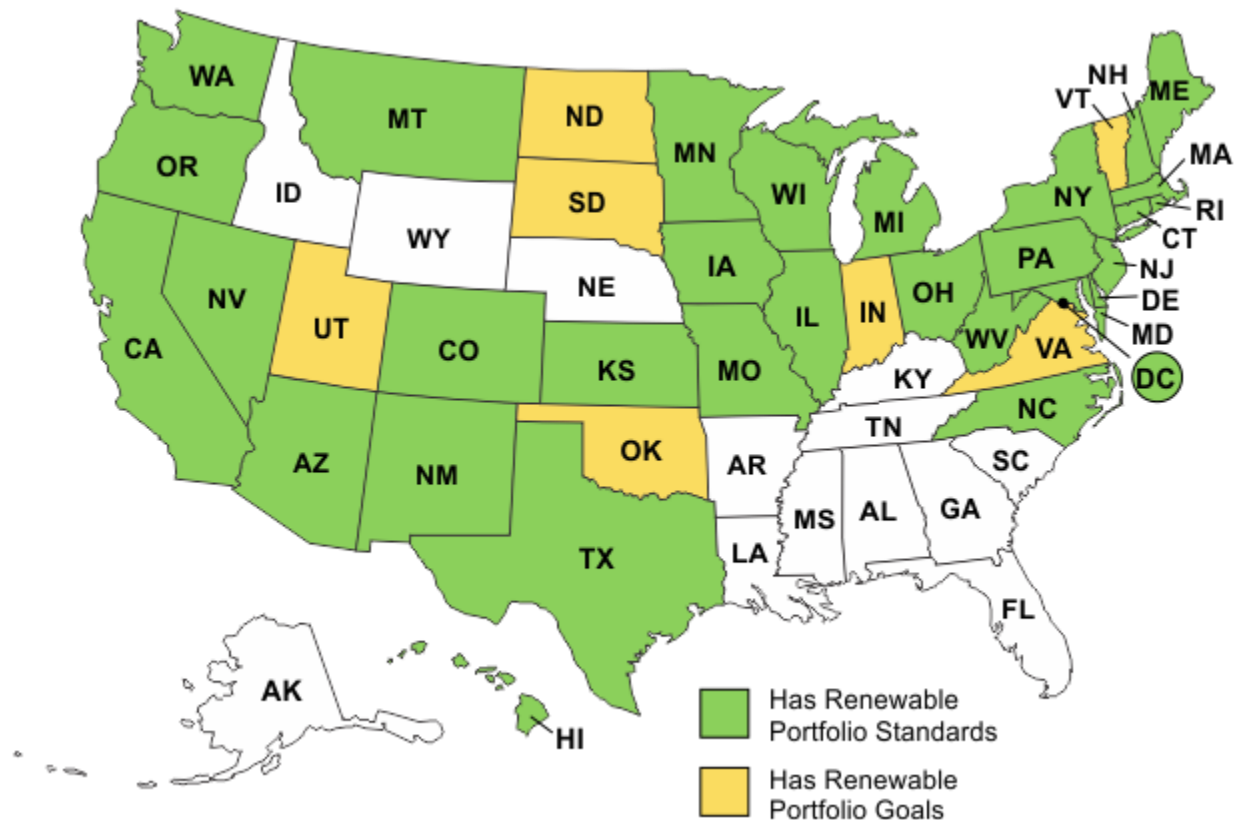 WA
MT
ND
MN
NH
VT
ME
OR
ID
SD
WI
MI
NY
MA
RI
CT
WY
IA
PA
NJ
NE
NV
OH
DE
UT
CO
IL
IN
WV
MD
CA
KS
MO
VA
DC
KY
NC
AZ
NM
OK
AR
TN
SC
MS
AL
GA
TX
LA
FL
AK
HI
Has Renewable
Portfolio Standards
Has Renewable
Portfolio Goals